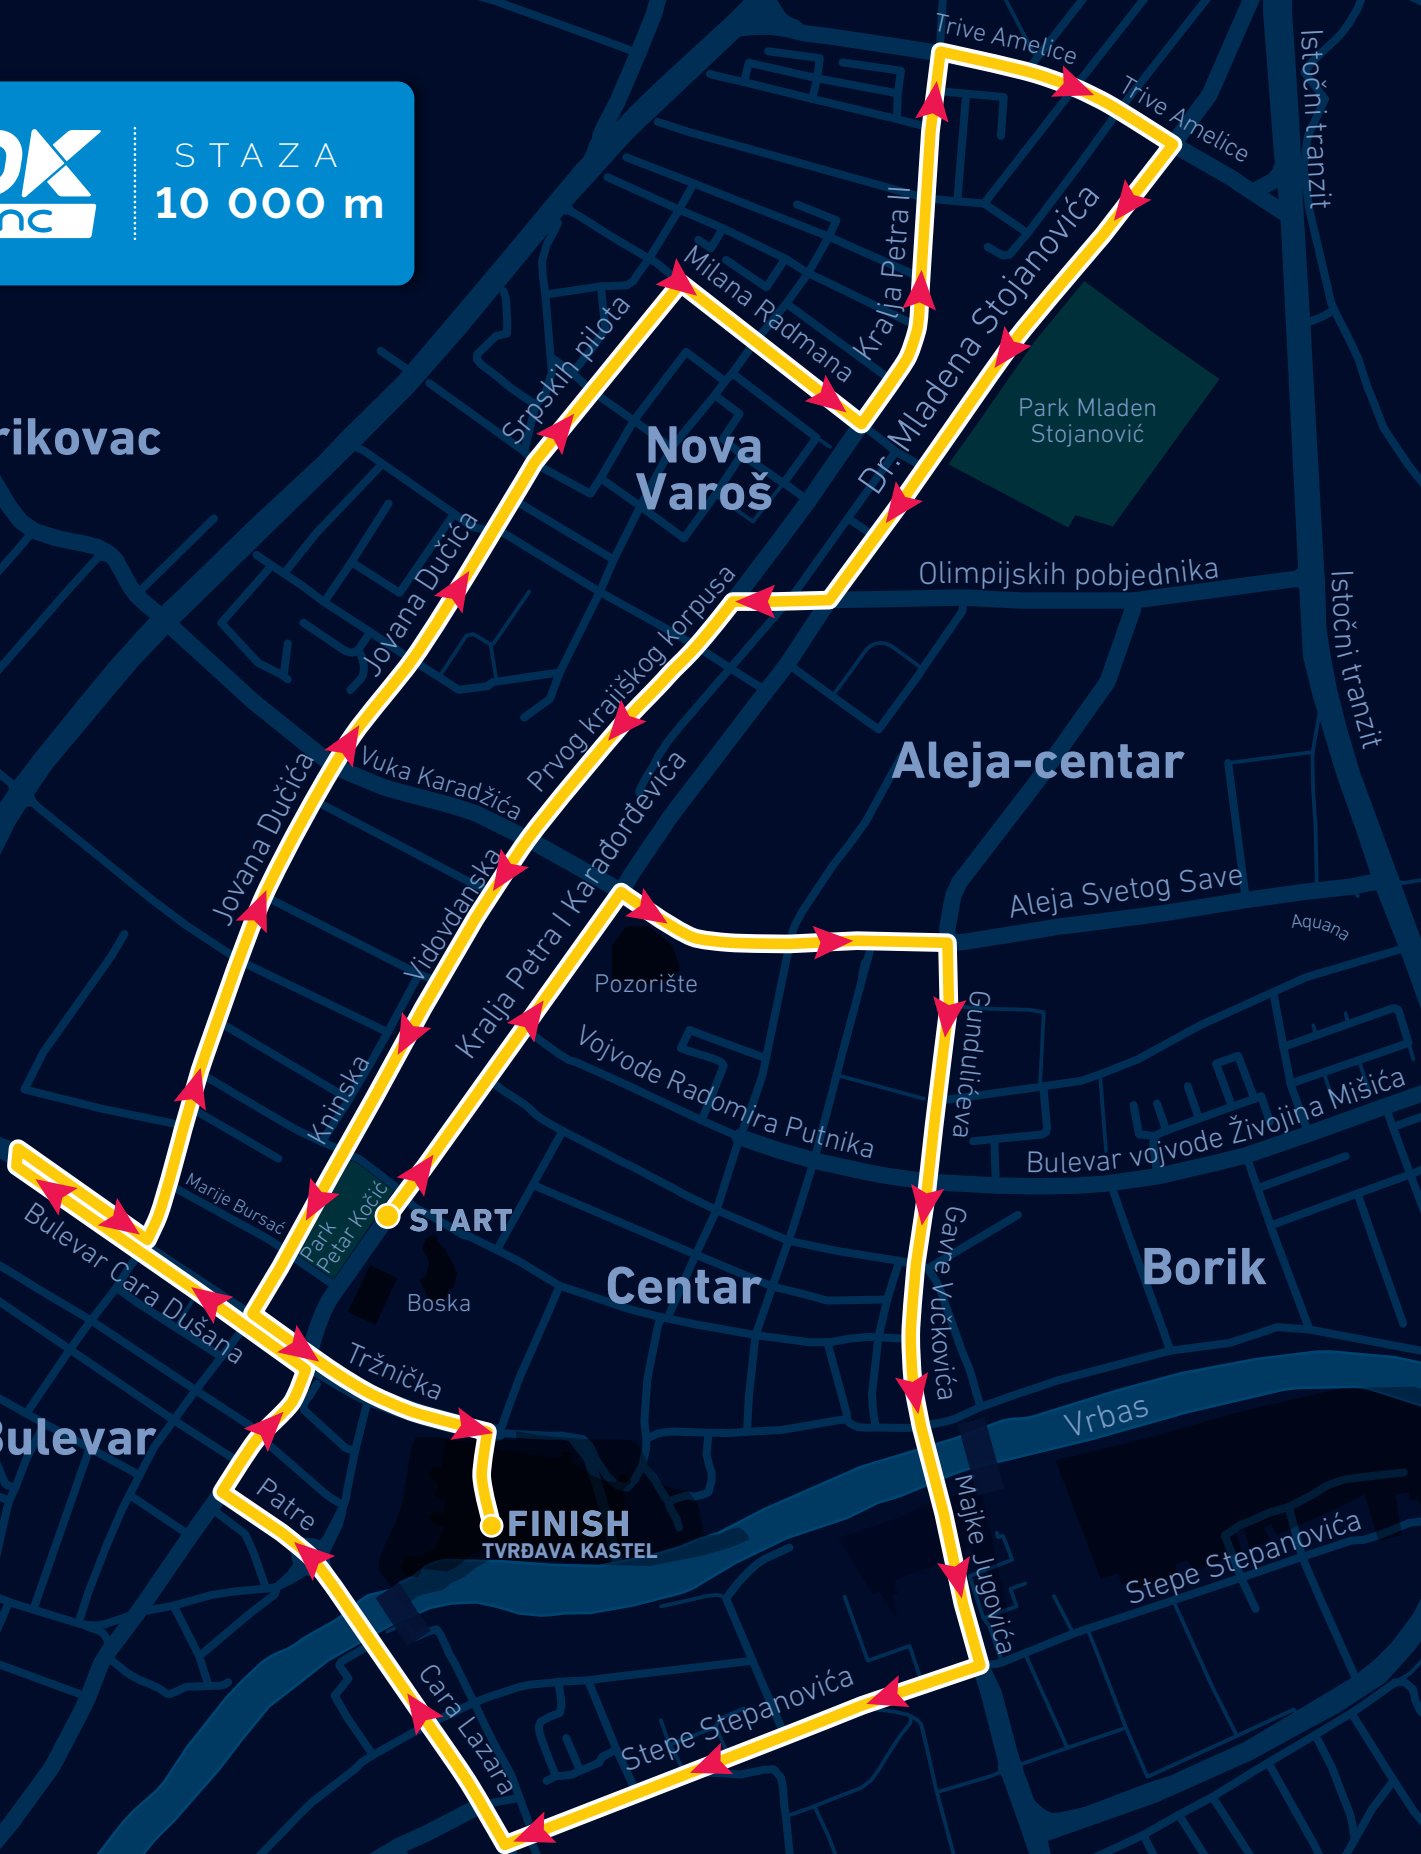 STAZA
10 000 m
Trive Amelice
Trive Amelice
Istočni tranzit
Kralja Petra II
Milana Radmana
Dr. Mladena Stojanovića
Srpskih pilota
Park Mladen
Stojanović
Nova
Varoš
Jovana Dučića
Olimpijskih pobjednika
Istočni tranzit
Prvog krajiškog korpusa
Aleja-centar
Vuka Karadžića
Jovana Dučića
Kralja Petra I Karađorđevića
Vidovdanska
Aleja Svetog Save
Aquana
Pozorište
Gundulićeva
Vojvode Radomira Putnika
Bulevar vojvode Živojina Mišića
Kninska
Marije Bursać
Park
Petar Kočić
START
Bulevar Cara Dušana
Gavre Vučkovića
Borik
Centar
Boska
Tržnička
Vrbas
Patre
FINISH
TVRĐAVA KASTEL
Majke Jugovića
Stepe Stepanovića
Cara Lazara
Stepe Stepanovića